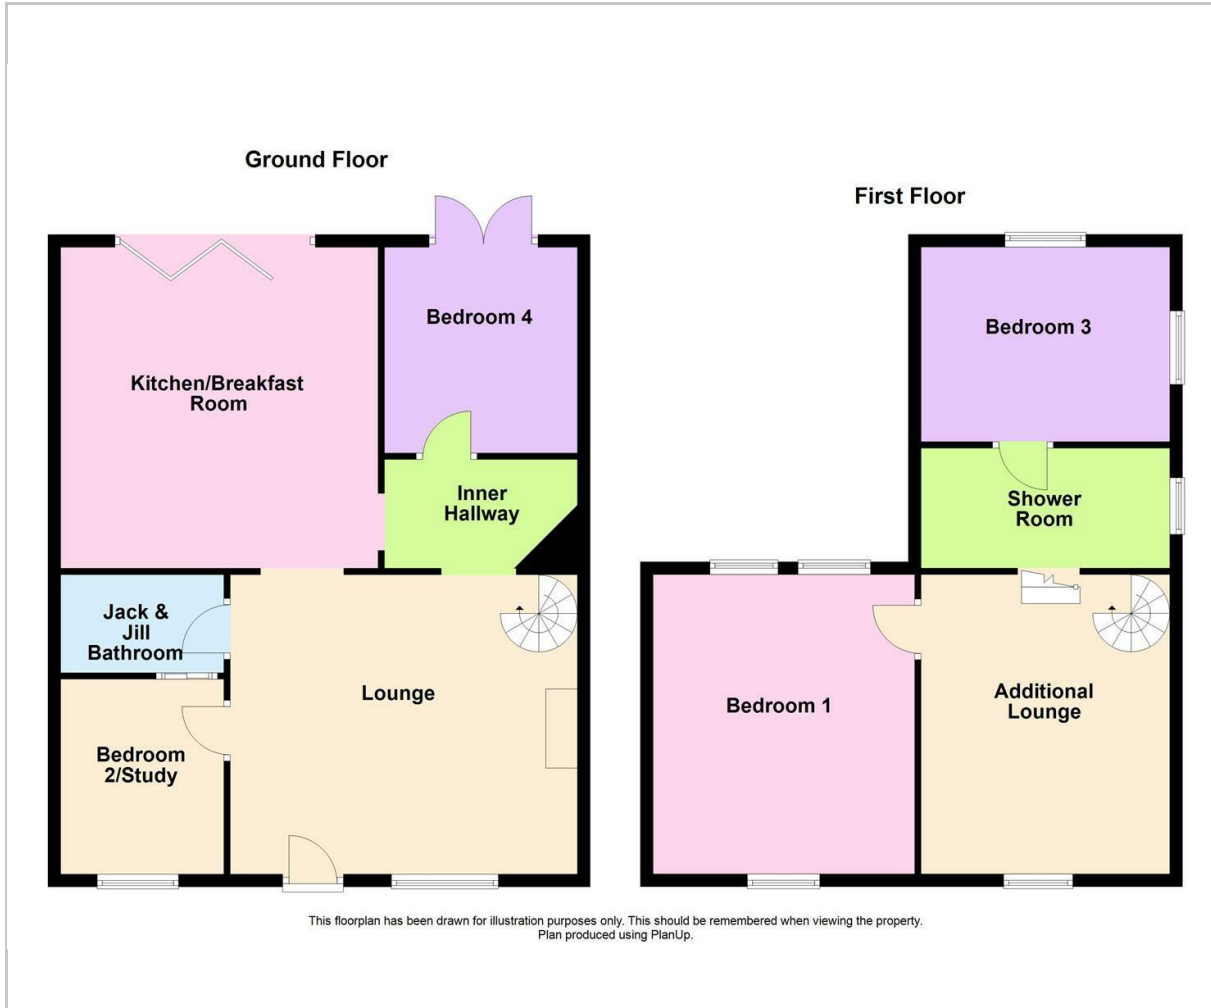 Ground Floor
First Floor
Bedroom 4
Bedroom 3
Kitchen/Breakfast
Room
Inner
Hallway
Shower
Room
Jack &
Jill
Bathroom
Lounge
Additional
Lounge
Bedroom 1
Bedroom
2/Study
This floorplan has been drawn for illustration purposes only. This should be remembered when viewing the property.
Plan produced using PlanUp.